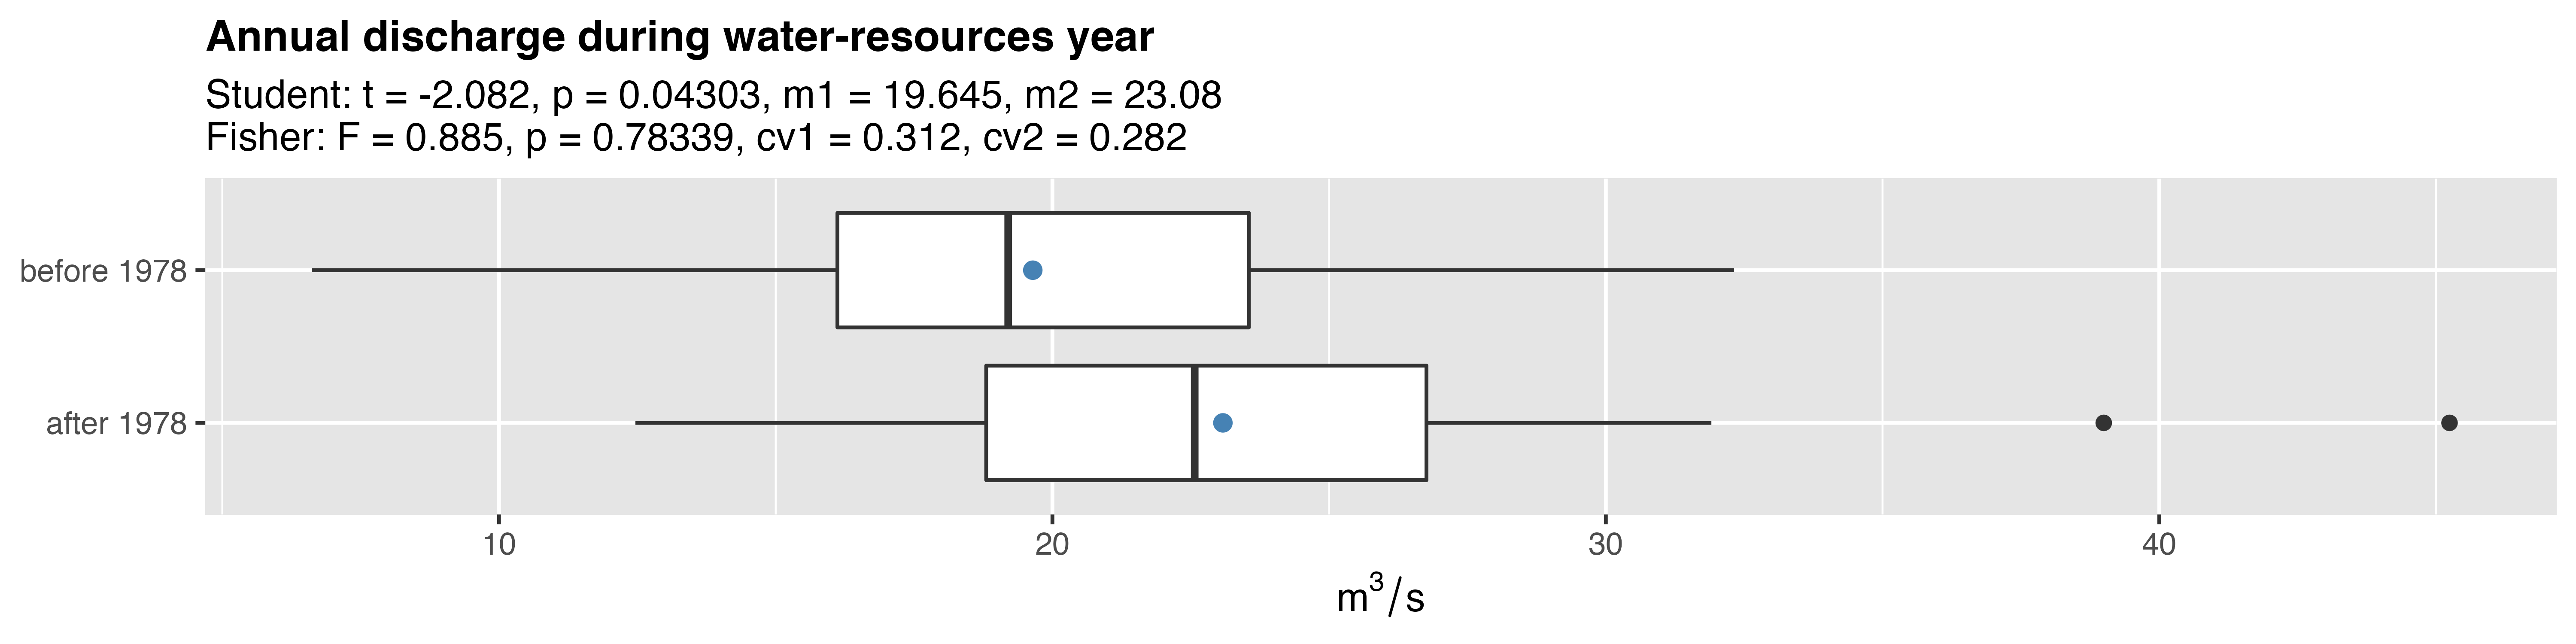 Annual discharge during water-resources year
Student: t = -2.082, p = 0.04303, m1 = 19.645, m2 = 23.08
Fisher: F = 0.885, p = 0.78339, cv1 = 0.312, cv2 = 0.282
before 1978
after 1978
10 20 30 40
m³/s